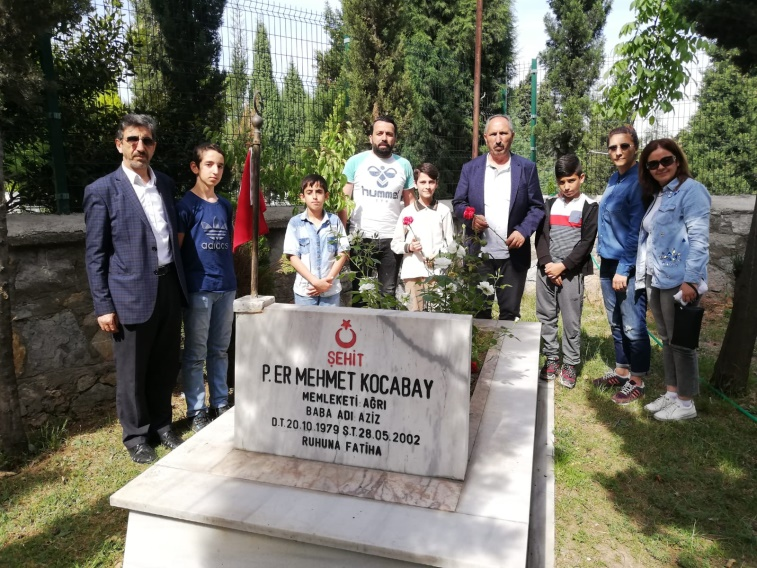 ŞEHİT
P. ER MEHMET KOCABAY
MEMLEKETİ AĞRI
BABA ADI AZİZ
D.T. 20.10.1979 Ş.T. 28.05.2002
RUHUNA FATİHA
adidas
hummel